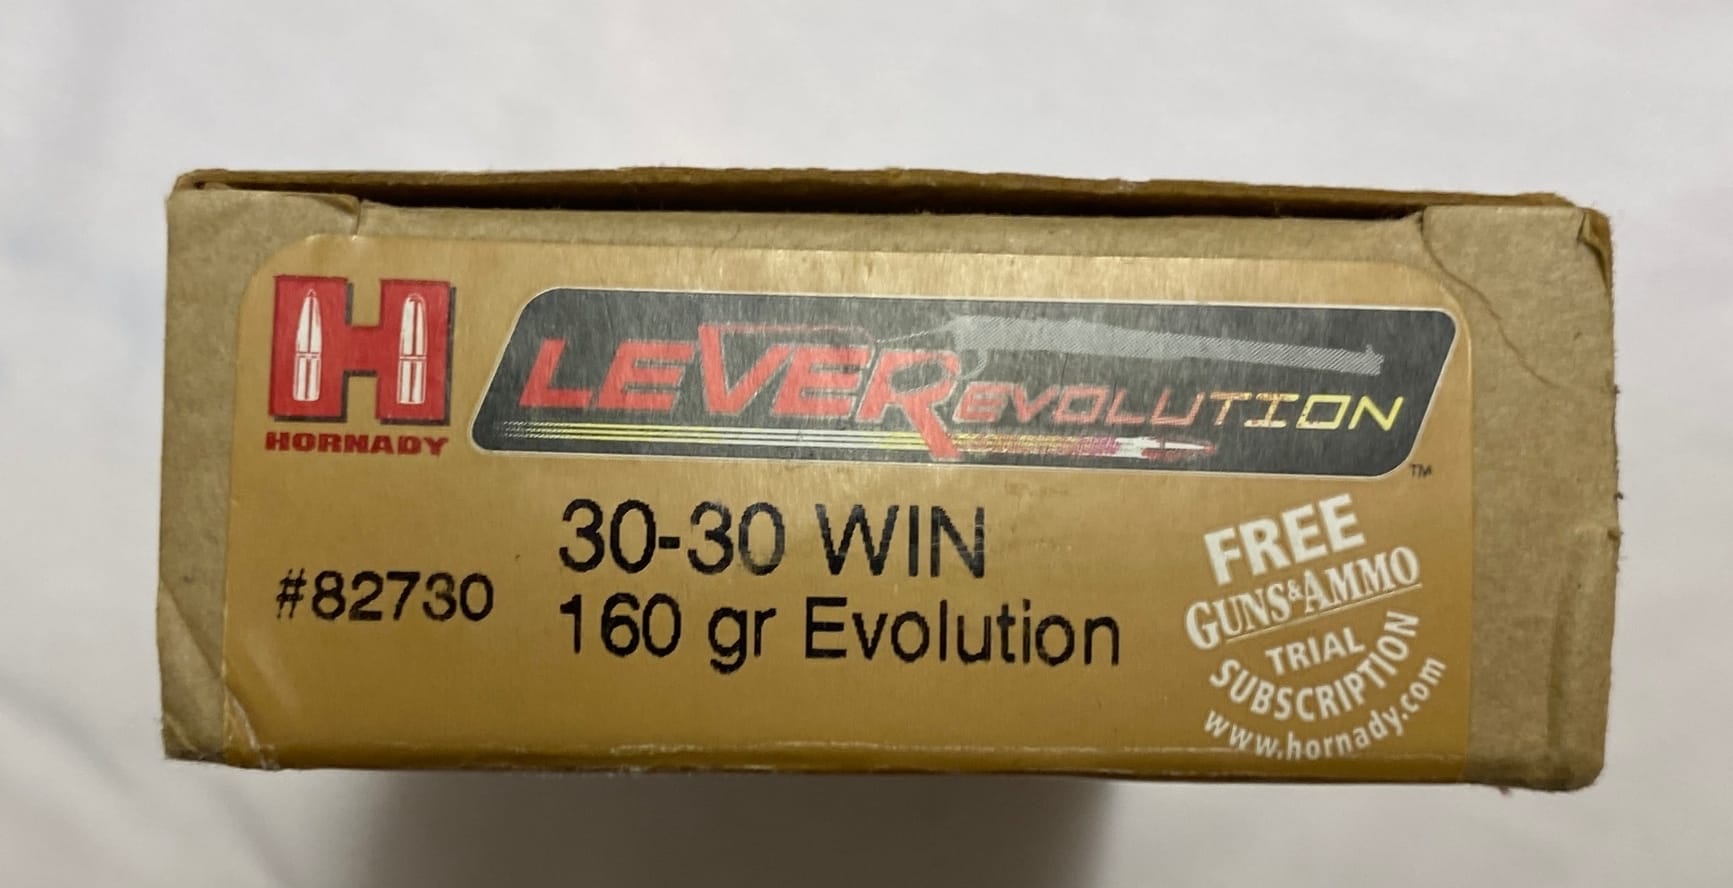 HORNADY
LEVERevolution
TM
30-30 WIN
#82730
160 gr Evolution
FREE
GUNS&AMMO
TRIAL
SUBSCRIPTION
www.hornady.com